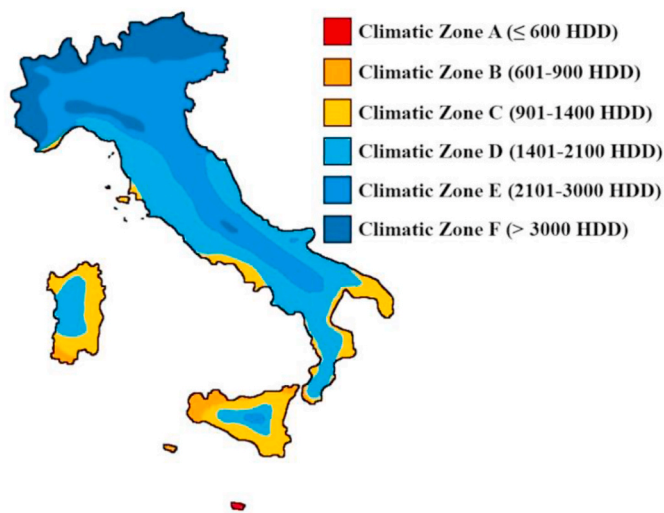 Climatic Zone A (≤ 600 HDD)
Climatic Zone B (601-900 HDD)
Climatic Zone C (901-1400 HDD)
Climatic Zone D (1401-2100 HDD)
Climatic Zone E (2101-3000 HDD)
Climatic Zone F (> 3000 HDD)